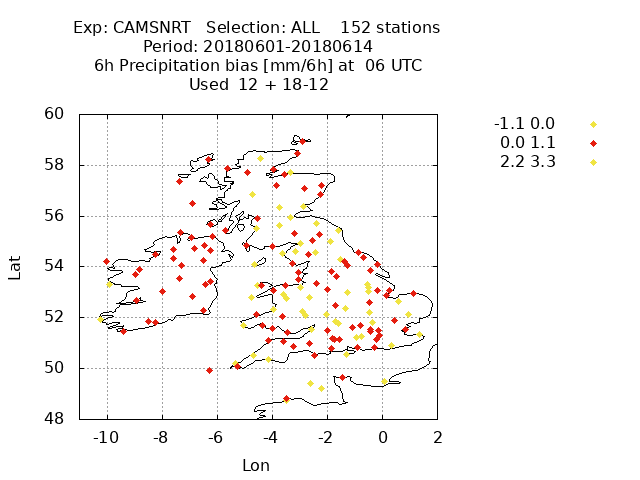 Exp: CAMSNRT   Selection: ALL    152 stations
Period: 20180601-20180614
6h Precipitation bias [mm/6h] at  06 UTC
Used  12 + 18-12
-1.1 0.0
0.0 1.1
2.2 3.3
60
58
56
54
52
50
48
Lat
-10 -8 -6 -4 -2 0 2
Lon